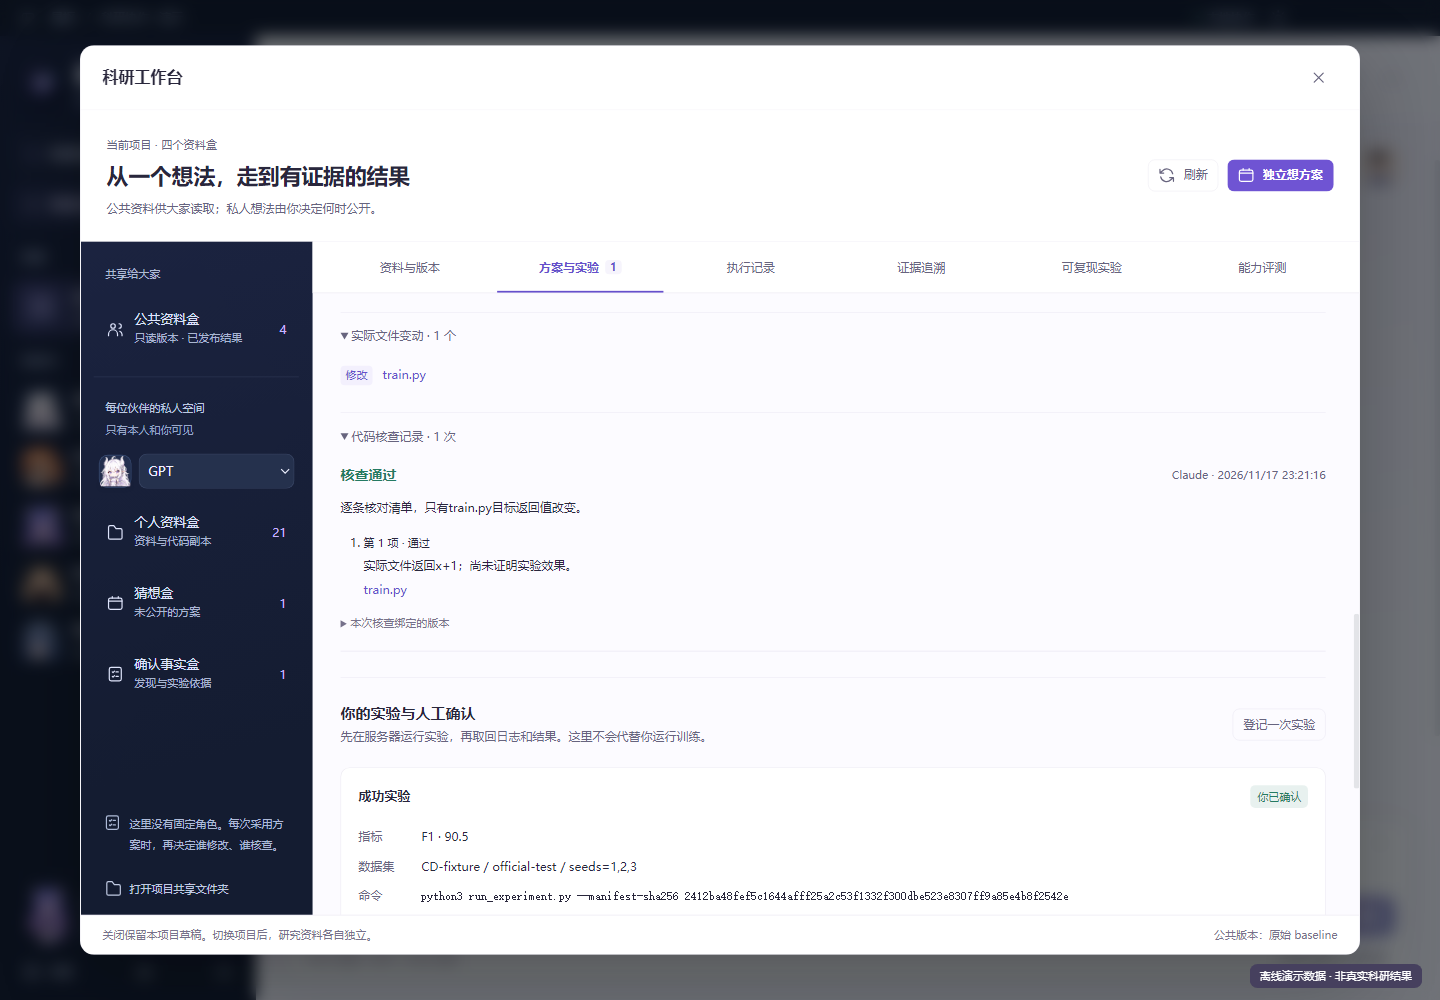 科研工作台
当前项目 · 四个资料盒
从一个想法，走到有证据的结果
公共资料供大家读取；私人想法由你决定何时公开。
刷新
独立想方案
共享给大家
公共资料盒
只读版本 · 已发布结果
4
每位伙伴的私人空间
只有本人和你可见
GPT
个人资料盒
资料与代码副本
21
猜想盒
未公开的方案
1
确认事实盒
发现与实验依据
1
这里没有固定角色。每次采用方
案时，再决定谁修改、谁核查。
打开项目共享文件夹
资料与版本
方案与实验 1
执行记录
证据追溯
可复现实验
能力评测
▼实际文件变动 · 1 个
修改 train.py
▼代码核查记录 · 1 次
核查通过
Claude · 2026/11/17 23:21:16
逐条核对清单，只有train.py目标返回值改变。
1. 第 1 项 · 通过
实际文件返回x+1；尚未证明实验效果。
train.py
▶ 本次核查绑定的版本
你的实验与人工确认
先在服务器运行实验，再取回日志和结果。这里不会代替你运行训练。
登记一次实验
成功实验
你已确认
指标 F1 · 90.5
数据集 CD-fixture / official-test / seeds=1,2,3
命令 python3 run_experiment.py --manifest-sha256 2412ba48fef5c1644afff25a2c53f1332f300dbe523e8307ff9a85e4b8f2542e
关闭保留本项目草稿。切换项目后，研究资料各自独立。
公共版本：原始 baseline
离线演示数据 · 非真实科研结果